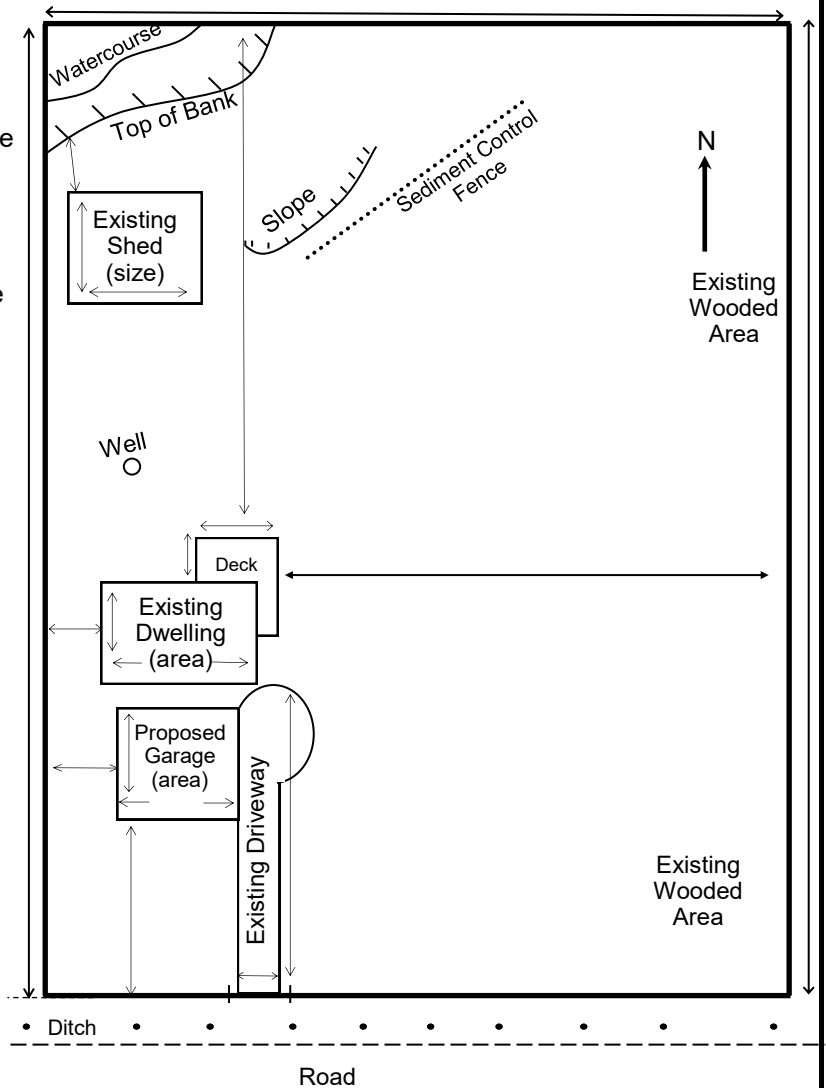 Watercourse
Top of Bank
e
Sediment Control
Fence
N
Slope
Existing
Shed
(size)
Existing
Wooded
Area
e
Well
Deck
Existing
Dwelling
(area)
Proposed
Garage
(area)
Existing Driveway
Existing
Wooded
Area
Ditch
Road